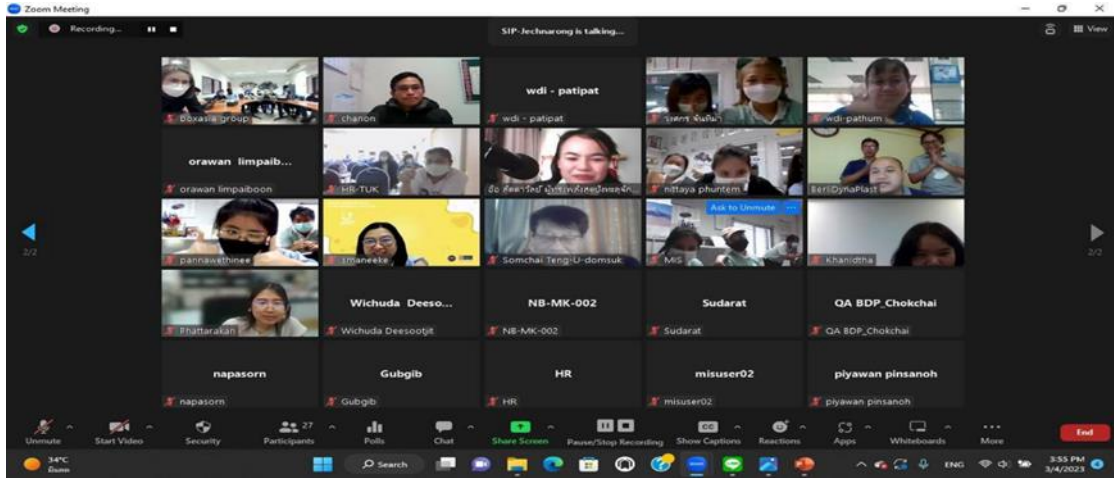 Zoom Meeting
Recording...
SIP-Jechnarong is talking...
View
Boxasia group
chanon
wdi - patipat
wdi - patipat
wdi-pathum
orawan limpaib...
orawan limpaiboon
HR-TUK
nittaya phuntem
BerliDynaPlast
Ask to Unmute ...
2/2
pannawethinee
smaneeke
Somchai Teng-U-domsuk
MIS
Khanidtha
2/2
Phattarakan
Wichuda Deeso...
Wichuda Deesootjit
NB-MK-002
NB-MK-002
Sudarat
Sudarat
QA BDP_Chokchai
QA BDP_Chokchai
napasorn
napasorn
Gubgib
Gubgib
HR
HR
misuser02
misuser02
piyawan pinsanoh
piyawan pinsanoh
Unmute
Start Video
Security
27
Participants
Polls
Chat
Share Screen
Pause/Stop Recording
CC
Show Captions
Reactions
Apps
Whiteboards
More
End
34°C
Search
ENG
3:55 PM
3/4/2023